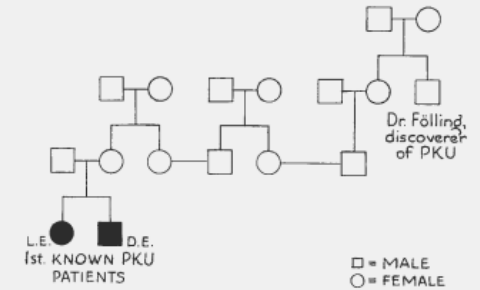 Dr. Fölling,
discoverer
of PKU
L.E. D.E.
1st. KNOWN PKU
PATIENTS
□ = MALE
○ = FEMALE